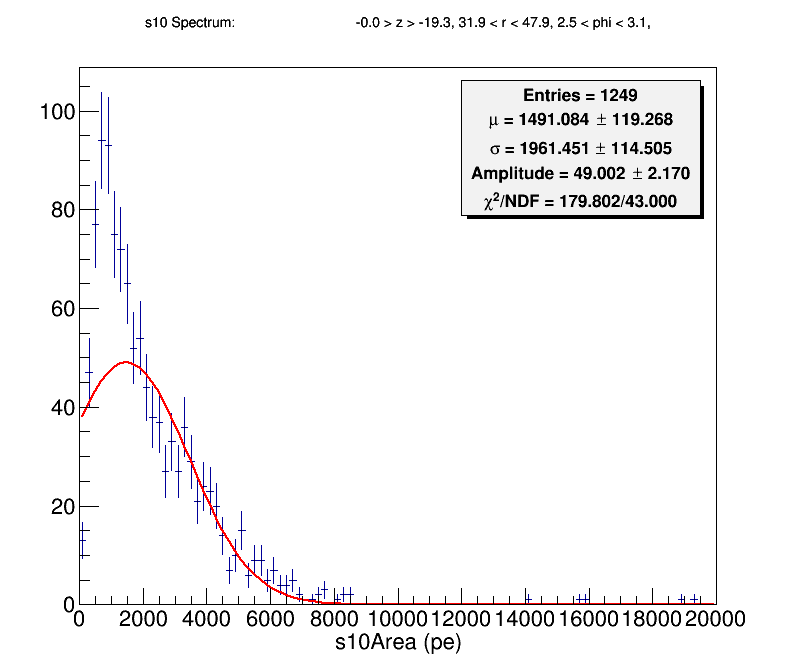 s10 Spectrum: -0.0 > z > -19.3, 31.9 < r < 47.9, 2.5 < phi < 3.1,
Entries = 1249
μ = 1491.084 ± 119.268
σ = 1961.451 ± 114.505
Amplitude = 49.002 ± 2.170
χ²/NDF = 179.802/43.000
100
80
60
40
20
0
0 2000 4000 6000 8000 10000 12000 14000 16000 18000 20000
s10Area (pe)